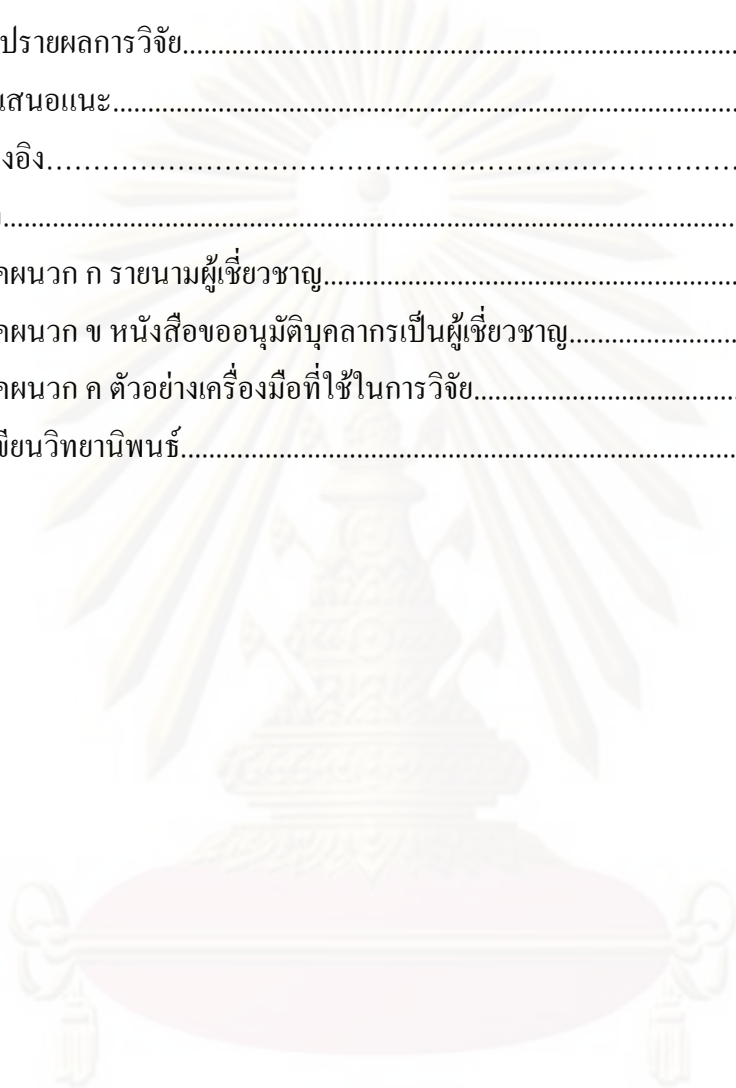 ปรายผลการวิจัย........................................................................................
นสนอแนะ........................................................................................
งอิง........................................................................................
........................................................................................
คผนวก ก รายนามผู้เชี่ยวชาญ............................................................
คผนวก ข หนังสือขออนุมัติบุคลากรเป็นผู้เชี่ยวชาญ........................
คผนวก ค ตัวอย่างเครื่องมือที่ใช้ในการวิจัย......................................
ขียนวิทยานิพนธ์................................................................................